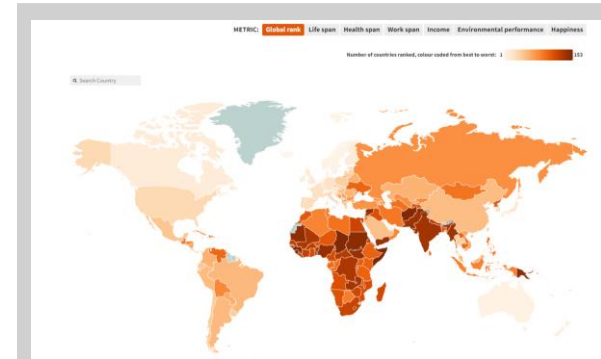 METRIC: Global rank Life span Health span Work span Income Environmental performance Happiness
Number of countries ranked, colour coded from best to worst: 1 153
Search Country